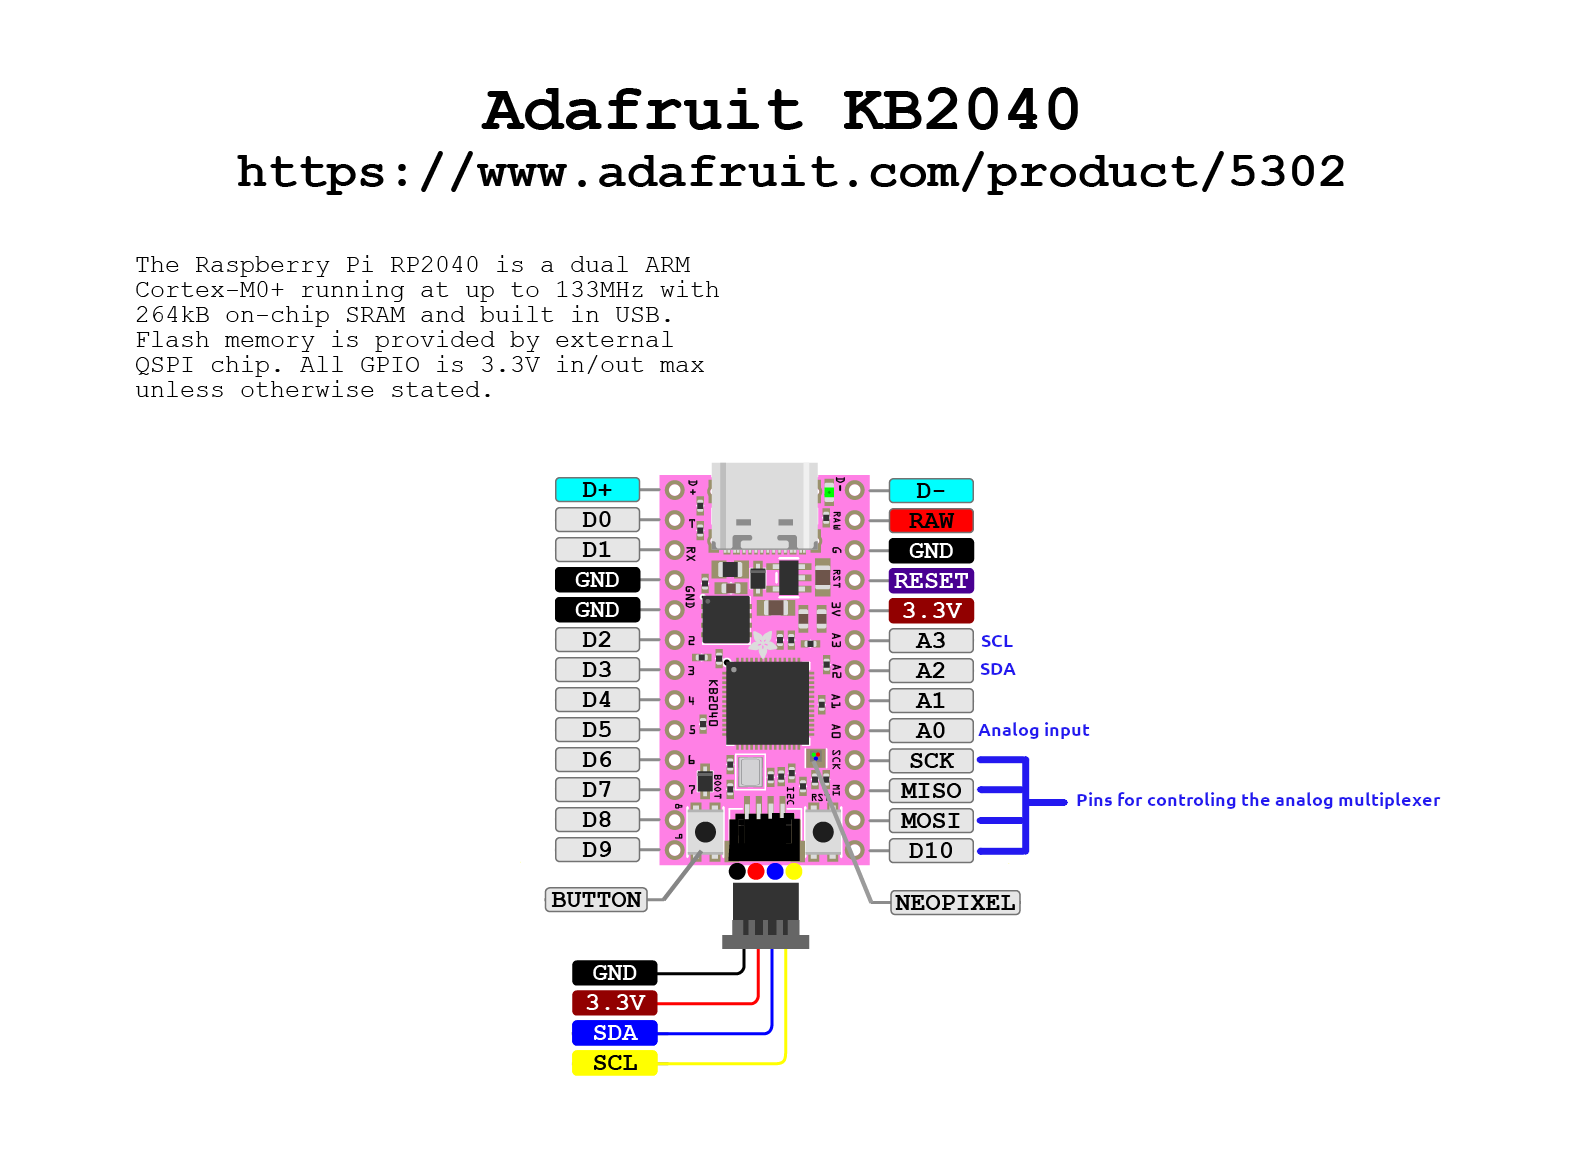 Adafruit KB2040
https://www.adafruit.com/product/5302
The Raspberry Pi RP2040 is a dual ARM
Cortex-M0+ running at up to 133MHz with
264kB on-chip SRAM and built in USB.
Flash memory is provided by external
QSPI chip. All GPIO is 3.3V in/out max
unless otherwise stated.
D+
D0
D1
GND
GND
D2
D3
D4
D5
D6
D7
D8
D9
BUTTON
D+
T
RX
GND
2
3
4
5
6
7
8
9
KB2040
BOOT
I2C
RS
D-
RAW
G
RST
3V
A3
A2
A1
A0
SCK
MI
D-
RAW
GND
RESET
3.3V
A3 SCL
A2 SDA
A1
A0 Analog input
SCK
MISO
Pins for controling the analog multiplexer
MOSI
D10
NEOPIXEL
GND
3.3V
SDA
SCL